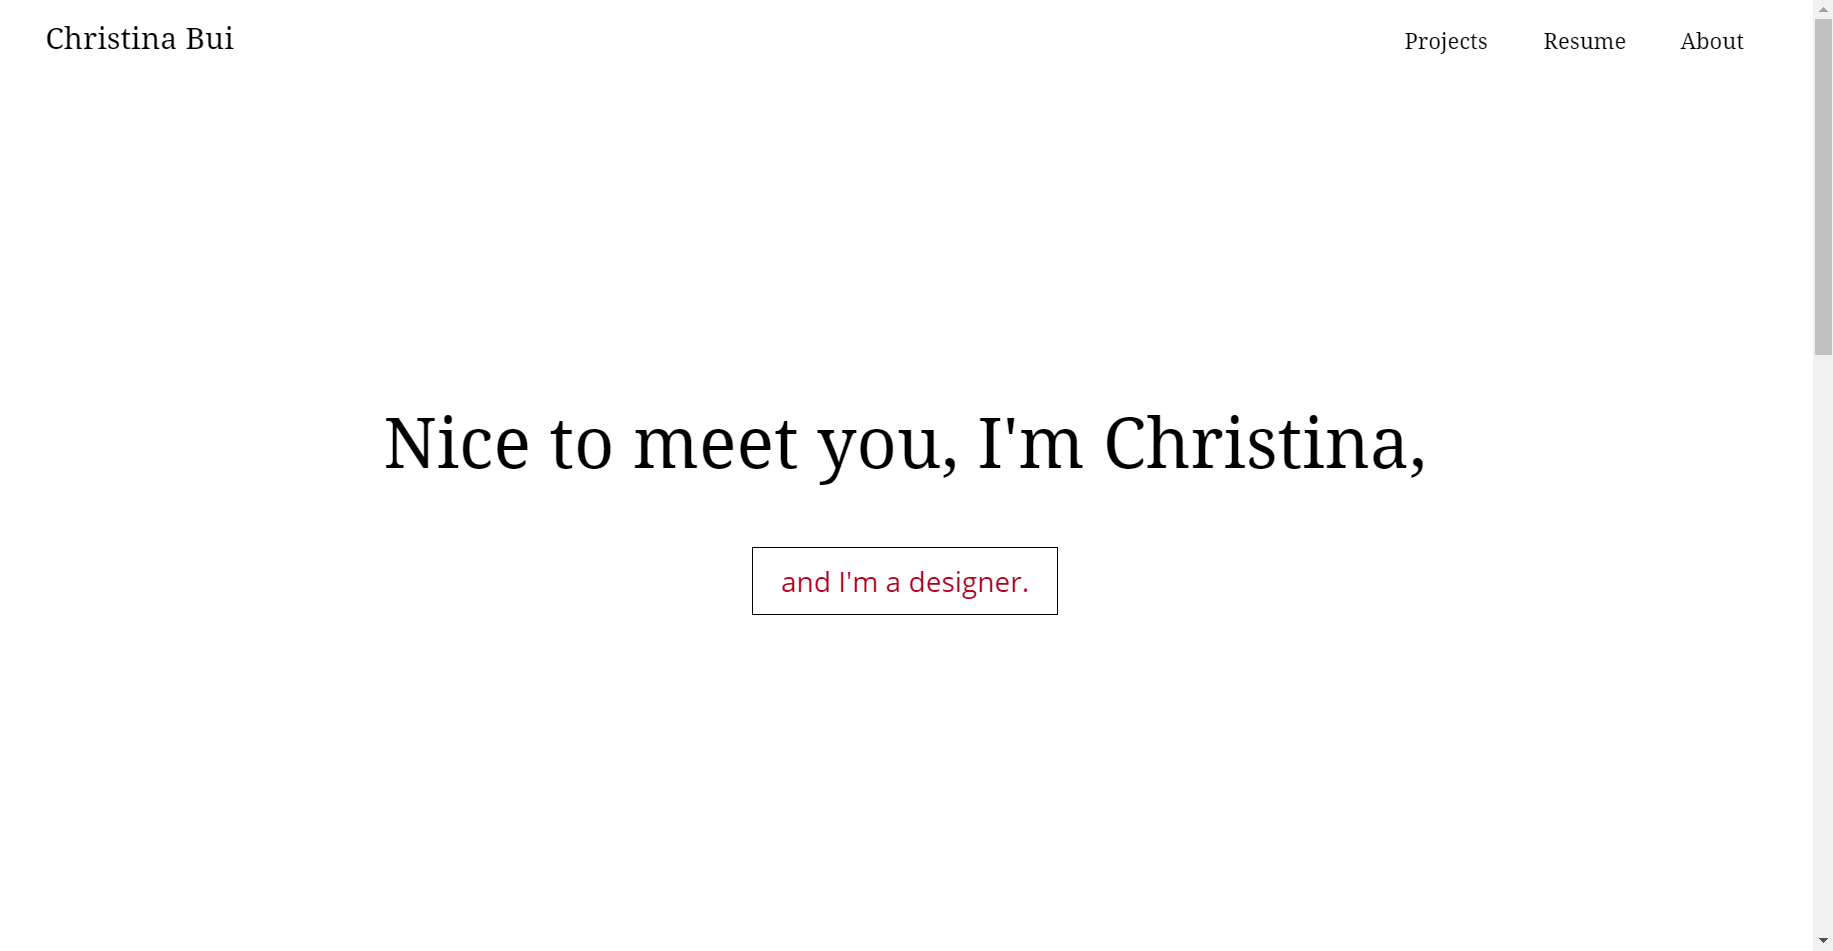 Christina Bui
Projects Resume About
Nice to meet you, I'm Christina,
and I'm a designer.